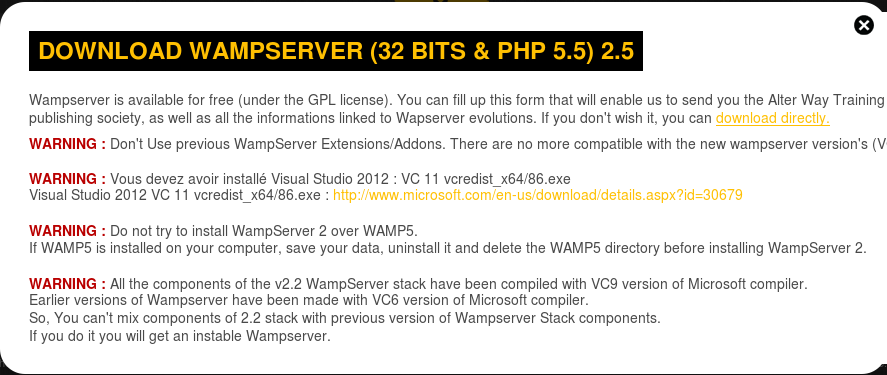 DOWNLOAD WAMPSERVER (32 BITS & PHP 5.5) 2.5
Wampserver is available for free (under the GPL license). You can fill up this form that will enable us to send you the Alter Way Training
publishing society, as well as all the informations linked to Wapserver evolutions. If you don't wish it, you can download directly.
WARNING : Don't Use previous WampServer Extensions/Addons. There are no more compatible with the new wampserver version's
WARNING : Vous devez avoir installé Visual Studio 2012 : VC 11 vcredist_x64/86.exe
Visual Studio 2012 VC 11 vcredist_x64/86.exe : http://www.microsoft.com/en-us/download/details.aspx?id=30679
WARNING : Do not try to install WampServer 2 over WAMP5.
If WAMP5 is installed on your computer, save your data, uninstall it and delete the WAMP5 directory before installing WampServer 2.
WARNING : All the components of the v2.2 WampServer stack have been compiled with VC9 version of Microsoft compiler.
Earlier versions of Wampserver have been made with VC6 version of Microsoft compiler.
So, You can't mix components of 2.2 stack with previous version of Wampserver Stack components.
If you do it you will get an instable Wampserver.